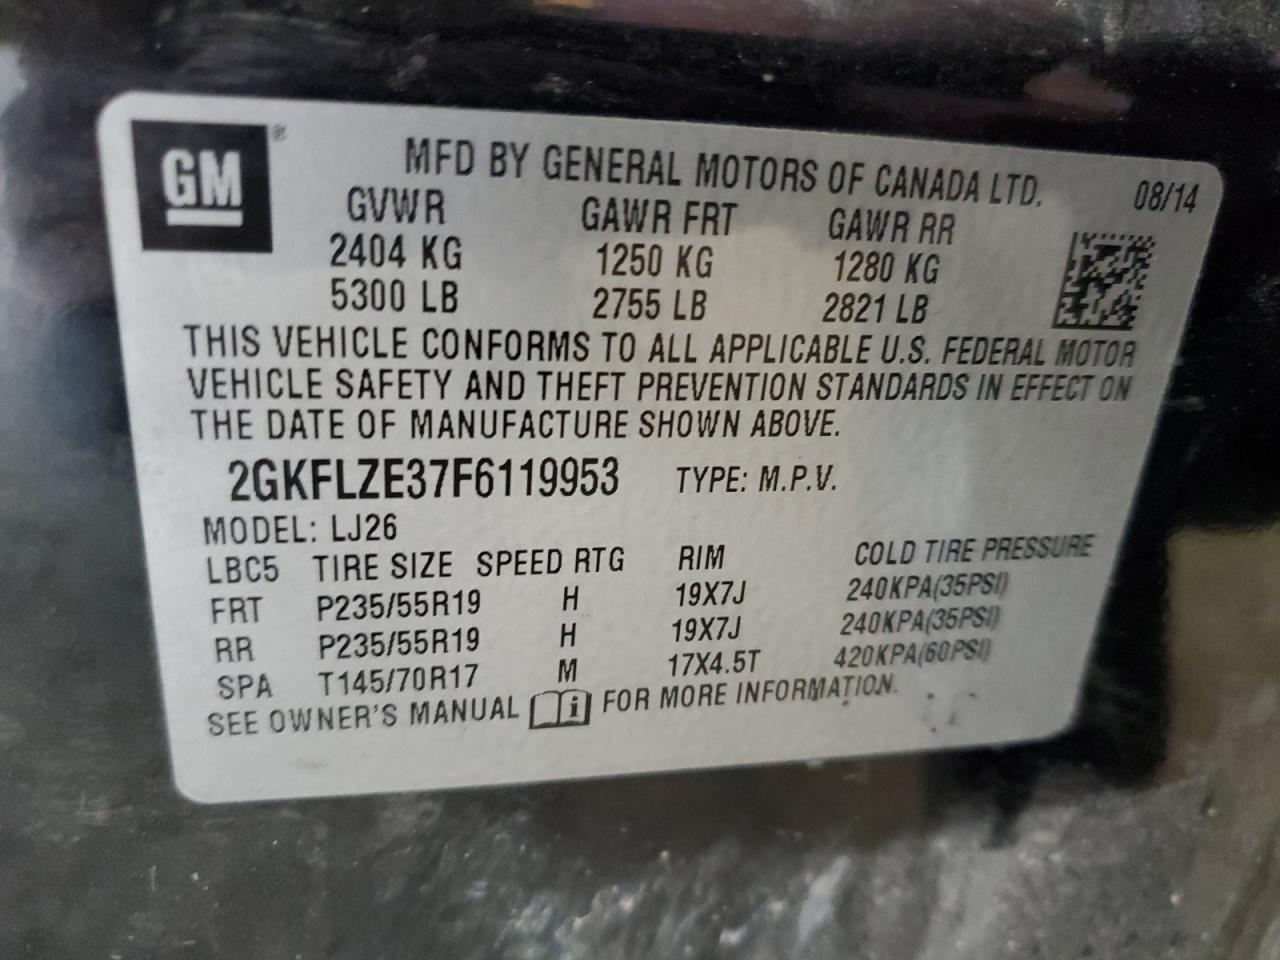 GM®
MFD BY GENERAL MOTORS OF CANADA LTD. 08/14
GVWR GAWR FRT GAWR RR
2404 KG 1250 KG 1280 KG
5300 LB 2755 LB 2821 LB
THIS VEHICLE CONFORMS TO ALL APPLICABLE U.S. FEDERAL MOTOR
VEHICLE SAFETY AND THEFT PREVENTION STANDARDS IN EFFECT ON
THE DATE OF MANUFACTURE SHOWN ABOVE.
2GKFLZE37F6119953 TYPE: M.P.V.
MODEL: LJ26
LBC5 TIRE SIZE SPEED RTG RIM COLD TIRE PRESSURE
FRT P235/55R19 H 19X7J 240KPA(35PSI)
RR P235/55R19 H 19X7J 240KPA(35PSI)
SPA T145/70R17 M 17X4.5T 420KPA(60PSI)
SEE OWNER'S MANUAL i FOR MORE INFORMATION.